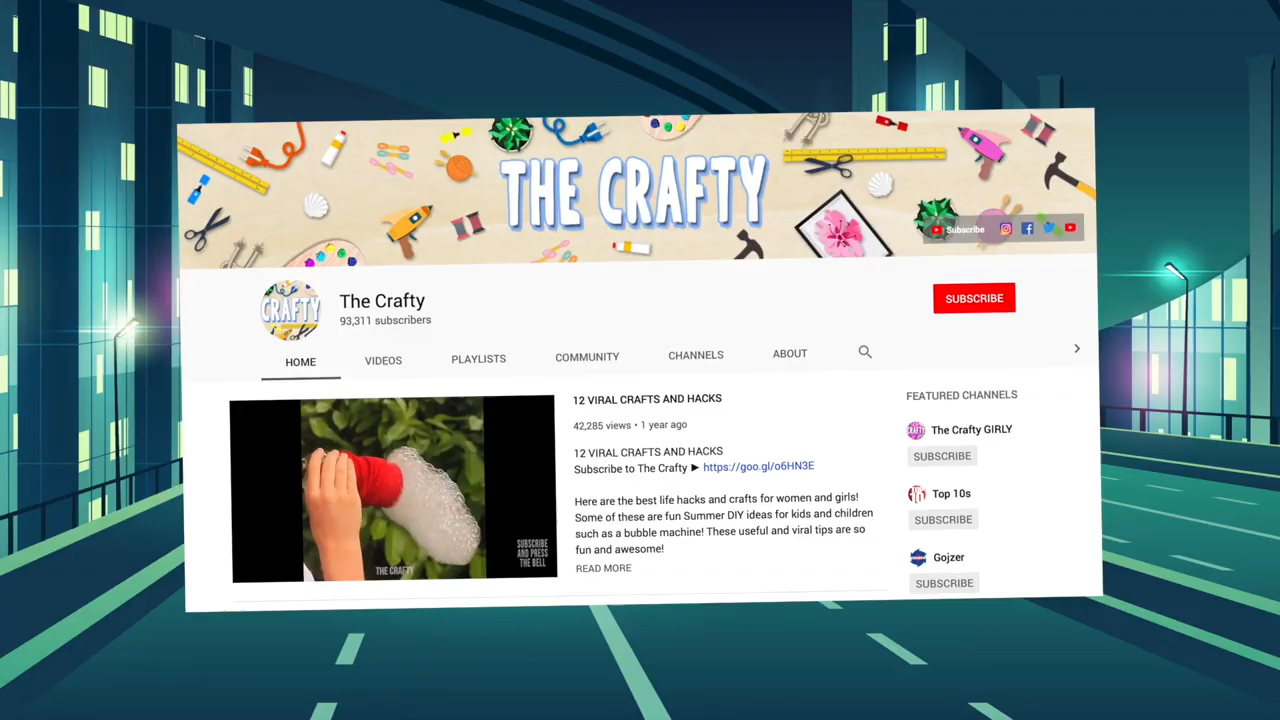 THE CRAFTY
Subscribe
CRAFTY
The Crafty
93,311 subscribers
SUBSCRIBE
HOME
VIDEOS
PLAYLISTS
COMMUNITY
CHANNELS
ABOUT
SUBSCRIBE
AND PRESS
THE BELL
THE CRAFTY
12 VIRAL CRAFTS AND HACKS
42,285 views • 1 year ago
12 VIRAL CRAFTS AND HACKS
Subscribe to The Crafty ► https://goo.gl/o6HN3E
Here are the best life hacks and crafts for women and girls!
Some of these are fun Summer DIY ideas for kids and children
such as a bubble machine! These useful and viral tips are so
fun and awesome!
READ MORE
FEATURED CHANNELS
CRAFTY
The Crafty GIRLY
SUBSCRIBE
Top 10s
SUBSCRIBE
Gojzer
SUBSCRIBE